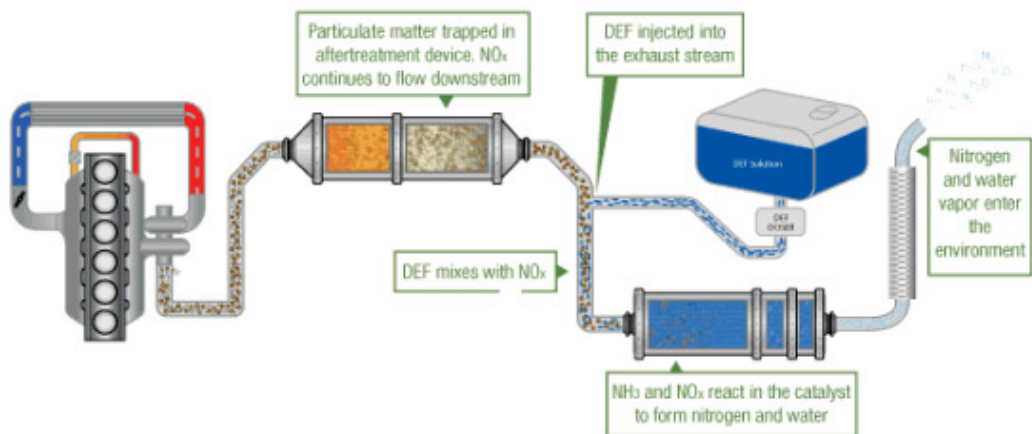 Particulate matter trapped in
aftertreatment device. NOx
continues to flow downstream
DEF injected into
the exhaust stream
DEF Solution
DEF
Nitrogen
and water
vapor enter
the
environment
DEF mixes with NOx
NH3 and NOx react in the catalyst
to form nitrogen and water